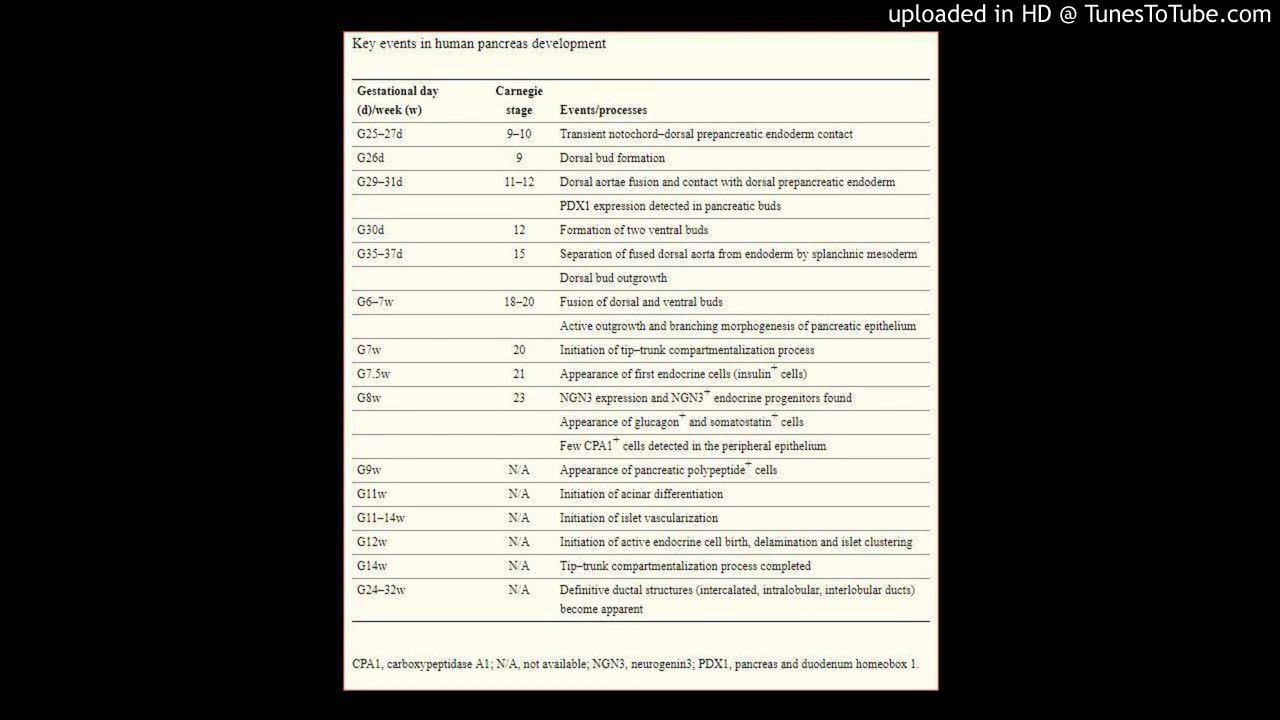 uploaded in HD @ TunesToTube.com
Key events in human pancreas development
Gestational day (d)/week (w) Carnegie stage Events/processes
G25–27d 9–10 Transient notochord–dorsal prepancreatic endoderm contact
G26d 9 Dorsal bud formation
G29–31d 11–12 Dorsal aortae fusion and contact with dorsal prepancreatic endoderm
PDX1 expression detected in pancreatic buds
G30d 12 Formation of two ventral buds
G35–37d 15 Separation of fused dorsal aorta from endoderm by splanchnic mesoderm
Dorsal bud outgrowth
G6–7w 18–20 Fusion of dorsal and ventral buds
Active outgrowth and branching morphogenesis of pancreatic epithelium
G7w 20 Initiation of tip–trunk compartmentalization process
G7.5w 21 Appearance of first endocrine cells (insulin+ cells)
G8w 23 NGN3 expression and NGN3+ endocrine progenitors found
Appearance of glucagon+ and somatostatin+ cells
Few CPA1+ cells detected in the peripheral epithelium
G9w N/A Appearance of pancreatic polypeptide+ cells
G11w N/A Initiation of acinar differentiation
G11–14w N/A Initiation of islet vascularization
G12w N/A Initiation of active endocrine cell birth, delamination and islet clustering
G14w N/A Tip–trunk compartmentalization process completed
G24–32w N/A Definitive ductal structures (intercalated, intralobular, interlobular ducts)
become apparent
CPA1, carboxypeptidase A1; N/A, not available; NGN3, neurogenin3; PDX1, pancreas and duodenum homeobox 1.